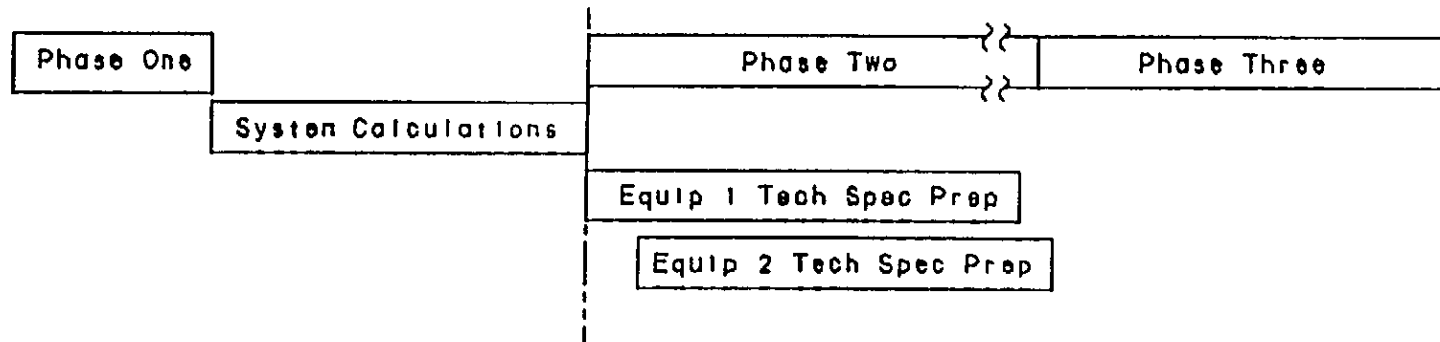 Phase One
Phase Two
Phase Three
System Calculations
Equip 1 Tech Spec Prep
Equip 2 Tech Spec Prep